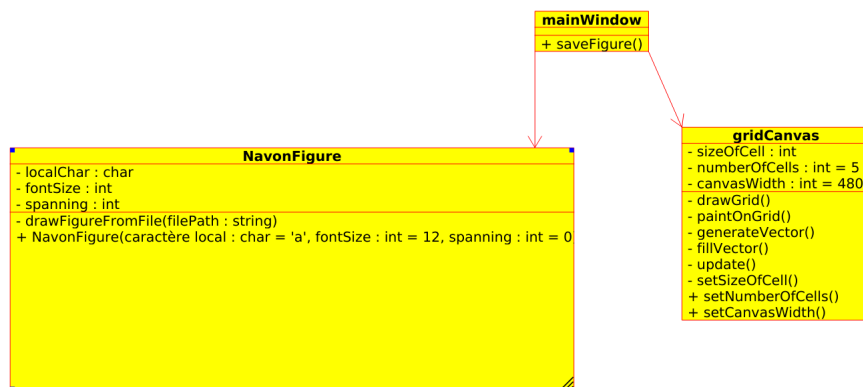 mainWindow
+ saveFigure()
NavonFigure
- localChar : char
- fontSize : int
- spanning : int
- drawFigureFromFile(filePath : string)
+ NavonFigure(caractère local : char = 'a', fontSize : int = 12, spanning : int = 0
gridCanvas
- sizeOfCell : int
- numberOfCells : int = 5
- canvasWidth : int = 480
- drawGrid()
- paintOnGrid()
- generateVector()
- fillVector()
- update()
- setSizeOfCell()
+ setNumberOfCells()
+ setCanvasWidth()